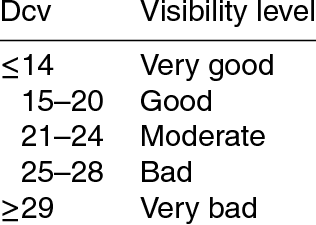 Dcv Visibility level
≤14 Very good
15–20 Good
21–24 Moderate
25–28 Bad
≥29 Very bad